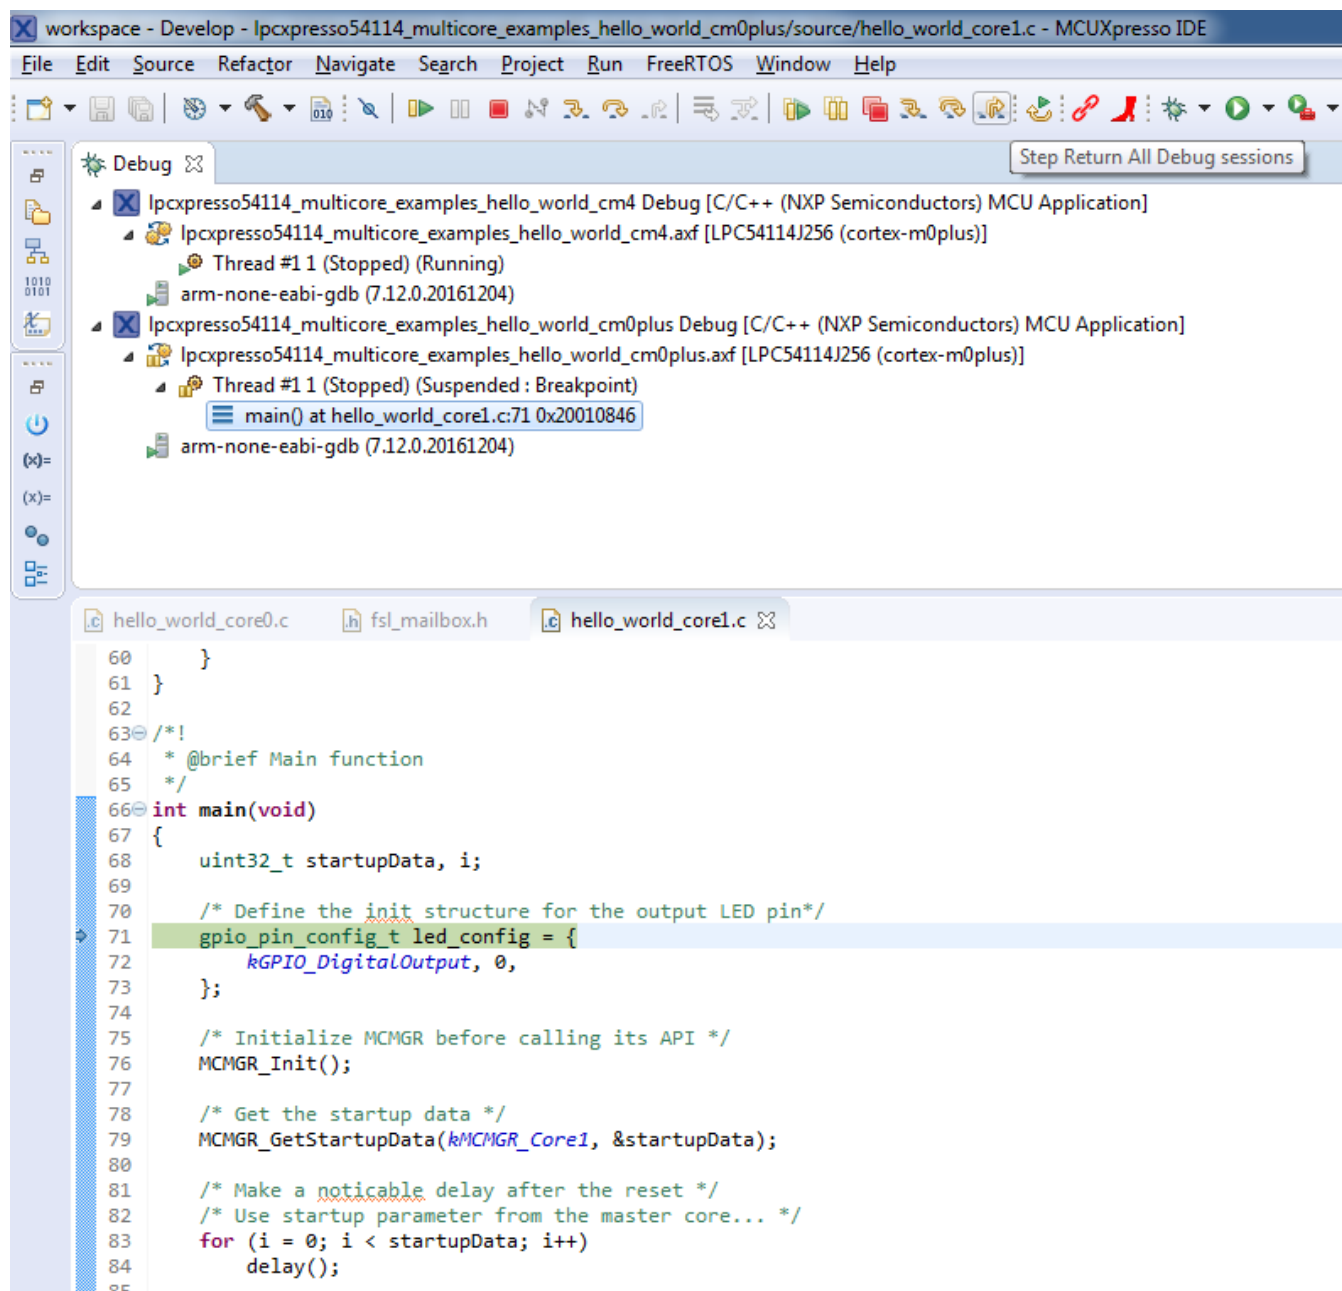 workspace - Develop - lpcxpresso54114_multicore_examples_hello_world_cm0plus/source/hello_world_core1.c - MCUXpresso IDE
File Edit Source Refactor Navigate Search Project Run FreeRTOS Window Help
010
Step Return All Debug sessions
Debug
lpcxpresso54114_multicore_examples_hello_world_cm4 Debug [C/C++ (NXP Semiconductors) MCU Application]
lpcxpresso54114_multicore_examples_hello_world_cm4.axf [LPC54114J256 (cortex-m0plus)]
Thread #1 1 (Stopped) (Running)
arm-none-eabi-gdb (7.12.0.20161204)
lpcxpresso54114_multicore_examples_hello_world_cm0plus Debug [C/C++ (NXP Semiconductors) MCU Application]
lpcxpresso54114_multicore_examples_hello_world_cm0plus.axf [LPC54114J256 (cortex-m0plus)]
Thread #1 1 (Stopped) (Suspended : Breakpoint)
main() at hello_world_core1.c:71 0x20010846
arm-none-eabi-gdb (7.12.0.20161204)
1010
0101
(x)=
(x)=
hello_world_core0.c fsl_mailbox.h hello_world_core1.c
60     }
61 }
62
63 /*!
64  * @brief Main function
65  */
66 int main(void)
67 {
68     uint32_t startupData, i;
69
70     /* Define the init structure for the output LED pin*/
71     gpio_pin_config_t led_config = {
72         kGPIO_DigitalOutput, 0,
73     };
74
75     /* Initialize MCMGR before calling its API */
76     MCMGR_Init();
77
78     /* Get the startup data */
79     MCMGR_GetStartupData(kMCMGR_Core1, &startupData);
80
81     /* Make a noticable delay after the reset */
82     /* Use startup parameter from the master core... */
83     for (i = 0; i < startupData; i++)
84         delay();
85